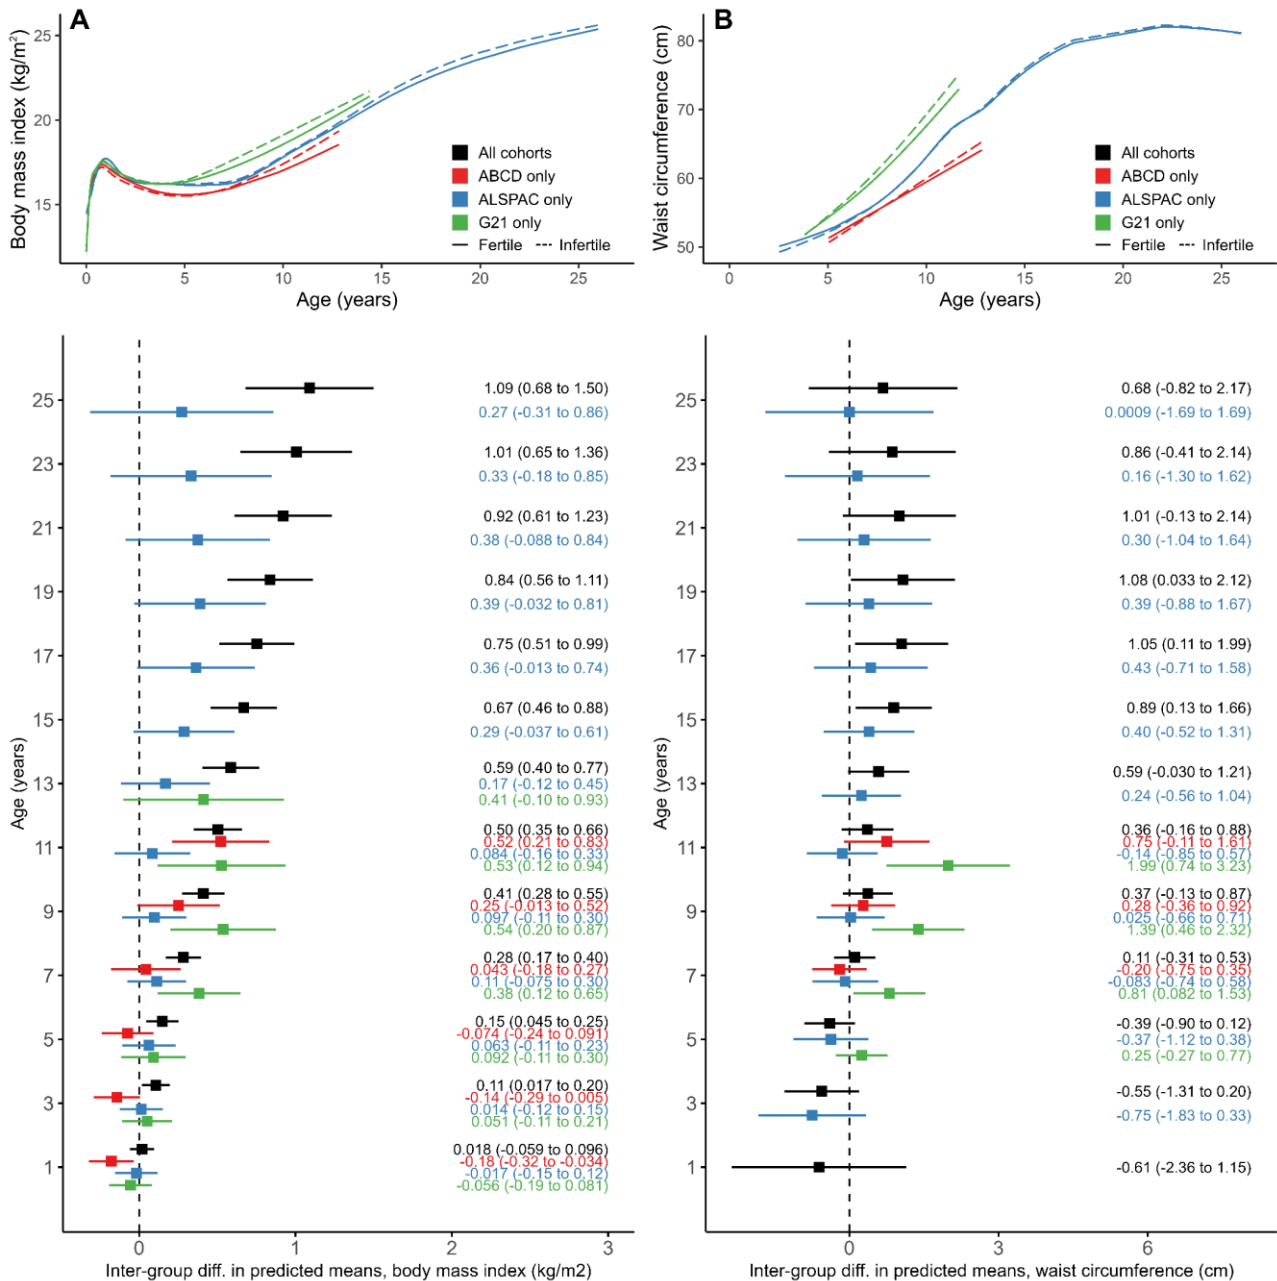 A
Body mass index (kg/m²)
25
20
15
All cohorts
ABCD only
ALSPAC only
G21 only
Fertile
Infertile
0 5 10 15 20 25
Age (years)
B
Waist circumference (cm)
80
70
60
50
All cohorts
ABCD only
ALSPAC only
G21 only
Fertile
Infertile
0 5 10 15 20 25
Age (years)
Age (years)
25
1.09 (0.68 to 1.50)
0.27 (-0.31 to 0.86)
23
1.01 (0.65 to 1.36)
0.33 (-0.18 to 0.85)
21
0.92 (0.61 to 1.23)
0.38 (-0.088 to 0.84)
19
0.84 (0.56 to 1.11)
0.39 (-0.032 to 0.81)
17
0.75 (0.51 to 0.99)
0.36 (-0.013 to 0.74)
15
0.67 (0.46 to 0.88)
0.29 (-0.037 to 0.61)
13
0.59 (0.40 to 0.77)
0.17 (-0.12 to 0.45)
0.41 (-0.10 to 0.93)
11
0.50 (0.35 to 0.66)
0.52 (0.21 to 0.83)
0.084 (-0.16 to 0.33)
0.53 (0.12 to 0.94)
9
0.41 (0.28 to 0.55)
0.25 (-0.013 to 0.52)
0.097 (-0.11 to 0.30)
0.54 (0.20 to 0.87)
7
0.28 (0.17 to 0.40)
0.043 (-0.18 to 0.27)
0.11 (-0.075 to 0.30)
0.38 (0.12 to 0.65)
5
0.15 (0.045 to 0.25)
-0.074 (-0.24 to 0.091)
0.063 (-0.11 to 0.23)
0.092 (-0.11 to 0.30)
3
0.11 (0.017 to 0.20)
-0.14 (-0.29 to 0.005)
0.014 (-0.12 to 0.15)
0.051 (-0.11 to 0.21)
1
0.018 (-0.059 to 0.096)
-0.18 (-0.32 to -0.034)
-0.017 (-0.15 to 0.12)
-0.056 (-0.19 to 0.081)
0 1 2 3
Inter-group diff. in predicted means, body mass index (kg/m2)
Age (years)
25
0.68 (-0.82 to 2.17)
0.0009 (-1.69 to 1.69)
23
0.86 (-0.41 to 2.14)
0.16 (-1.30 to 1.62)
21
1.01 (-0.13 to 2.14)
0.30 (-1.04 to 1.64)
19
1.08 (0.033 to 2.12)
0.39 (-0.88 to 1.67)
17
1.05 (0.11 to 1.99)
0.43 (-0.71 to 1.58)
15
0.89 (0.13 to 1.66)
0.40 (-0.52 to 1.31)
13
0.59 (-0.030 to 1.21)
0.24 (-0.56 to 1.04)
11
0.36 (-0.16 to 0.88)
0.75 (-0.11 to 1.61)
-0.14 (-0.85 to 0.57)
1.99 (0.74 to 3.23)
9
0.37 (-0.13 to 0.87)
0.28 (-0.36 to 0.92)
0.025 (-0.66 to 0.71)
1.39 (0.46 to 2.32)
7
0.11 (-0.31 to 0.53)
-0.20 (-0.75 to 0.35)
-0.083 (-0.74 to 0.58)
0.81 (0.082 to 1.53)
5
-0.39 (-0.90 to 0.12)
-0.37 (-1.12 to 0.38)
0.25 (-0.27 to 0.77)
3
-0.55 (-1.31 to 0.20)
-0.75 (-1.83 to 0.33)
1
-0.61 (-2.36 to 1.15)
0 3 6
Inter-group diff. in predicted means, waist circumference (cm)